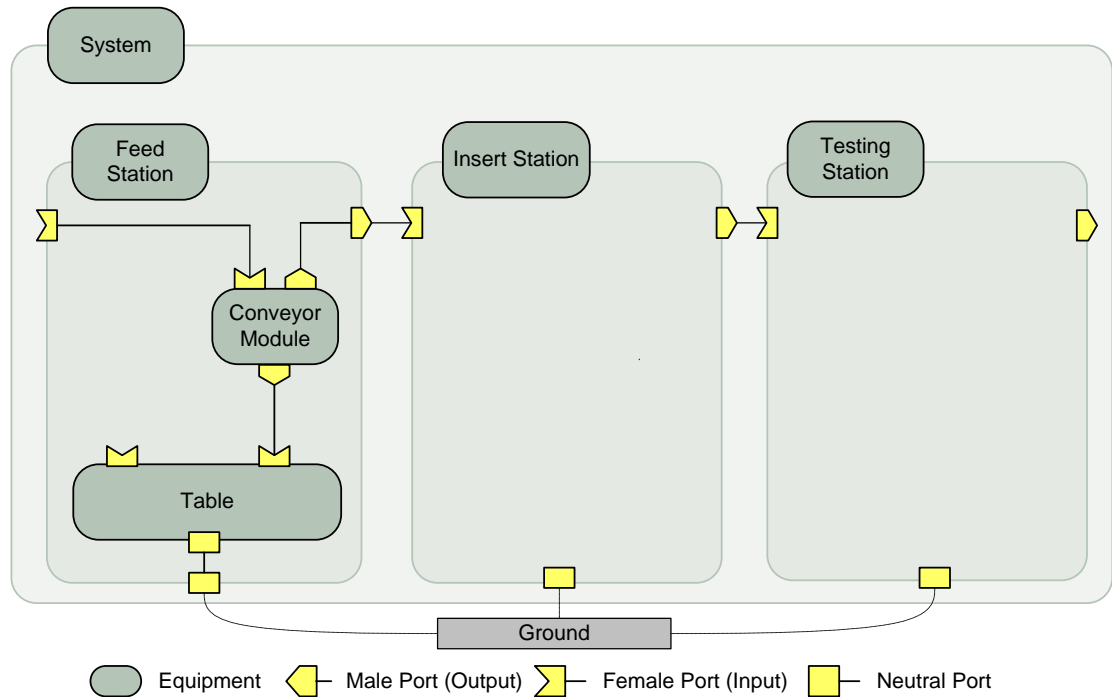 System
Feed
Station
Insert Station
Testing
Station
Conveyor
Module
Table
Ground
Equipment
Male Port (Output)
Female Port (Input)
Neutral Port